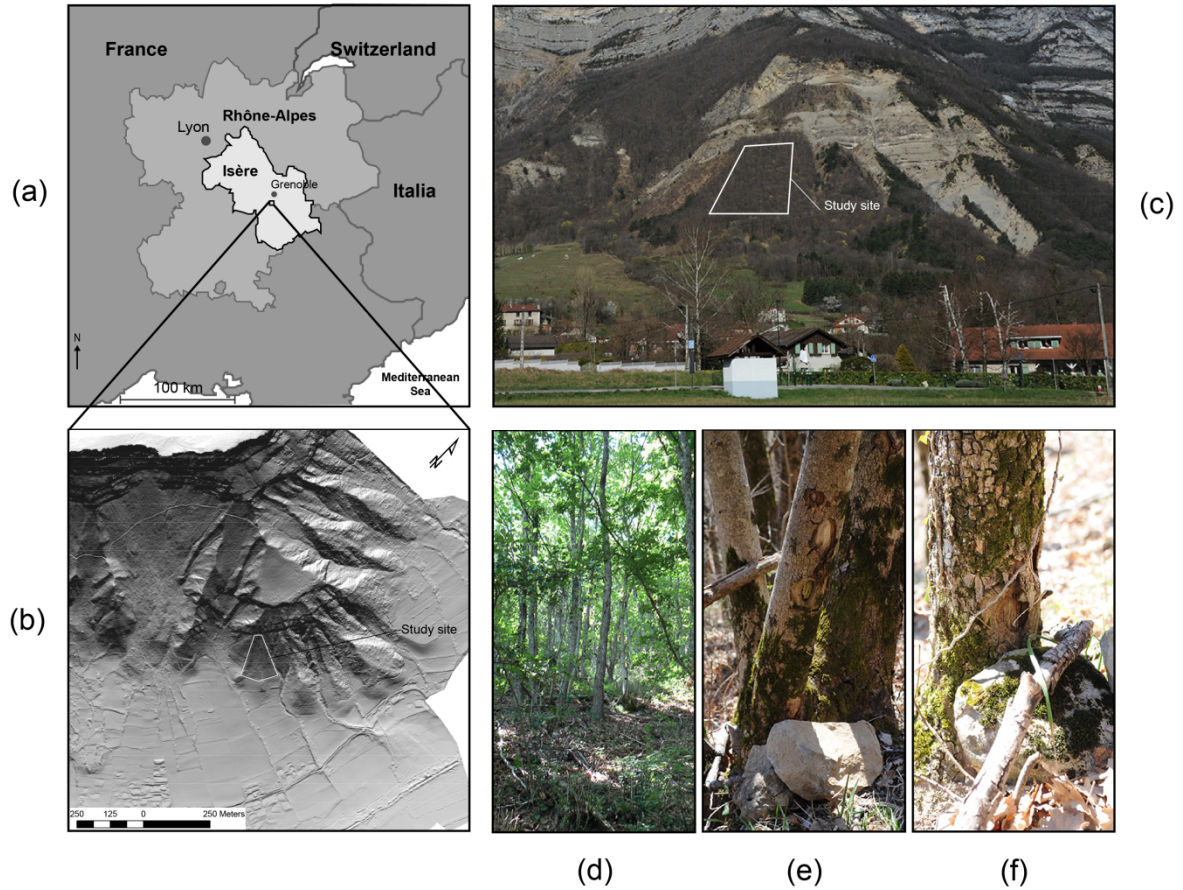 (a)
France
Switzerland
Rhône-Alpes
Lyon
Isère
Grenoble
Italia
N
100 km
Mediterranean
Sea
(b)
N
Study site
250 125 0 250 Meters
(c)
Study site
(d)
(e)
(f)